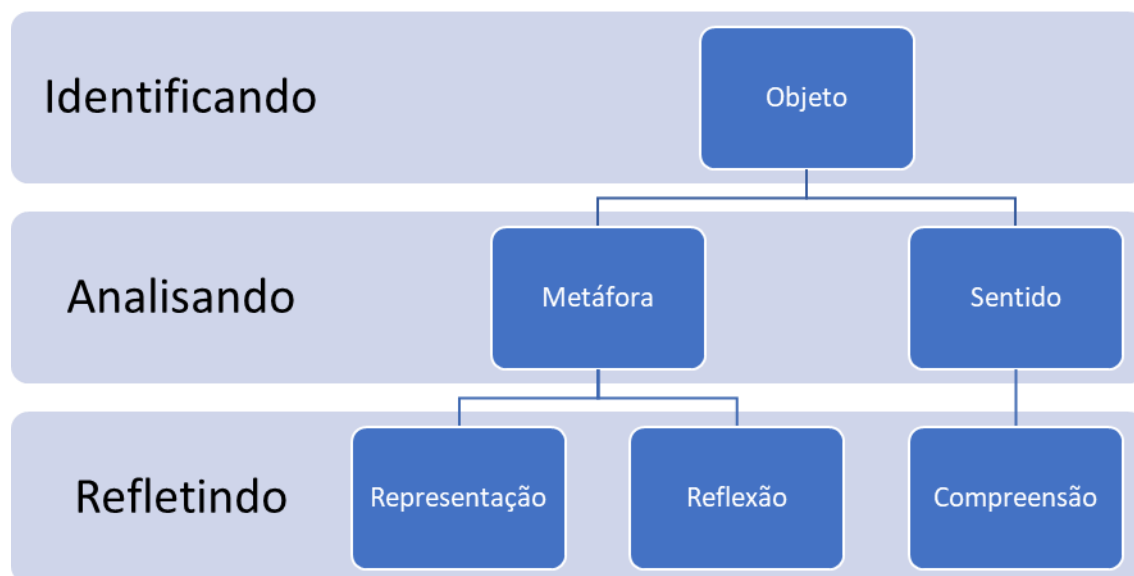 Identificando
Objeto
Analisando
Metáfora
Sentido
Refletindo
Representação
Reflexão
Compreensão